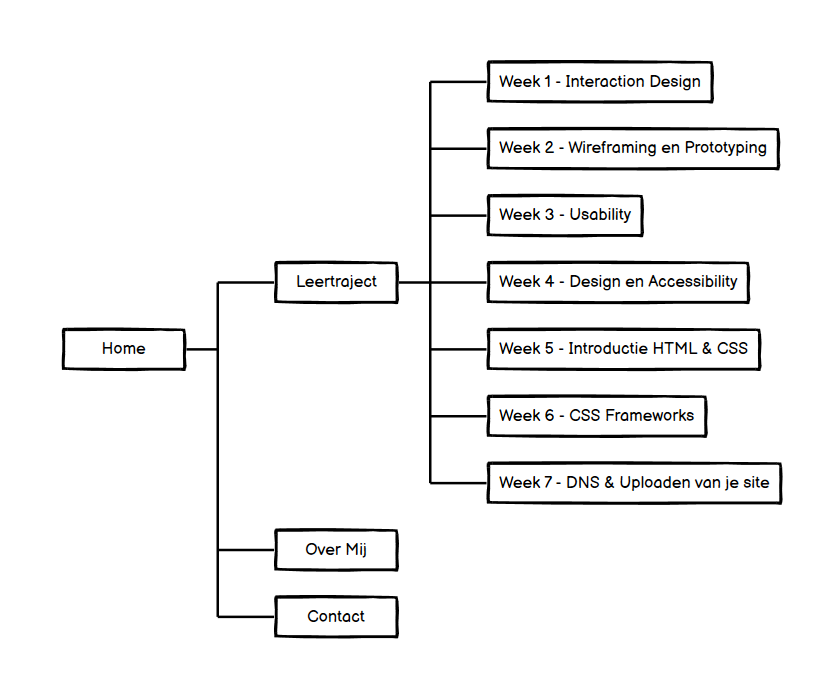 Home
Leertraject
Week 1 - Interaction Design
Week 2 - Wireframing en Prototyping
Week 3 - Usability
Week 4 - Design en Accessibility
Week 5 - Introductie HTML & CSS
Week 6 - CSS Frameworks
Week 7 - DNS & Uploaden van je site
Over Mij
Contact